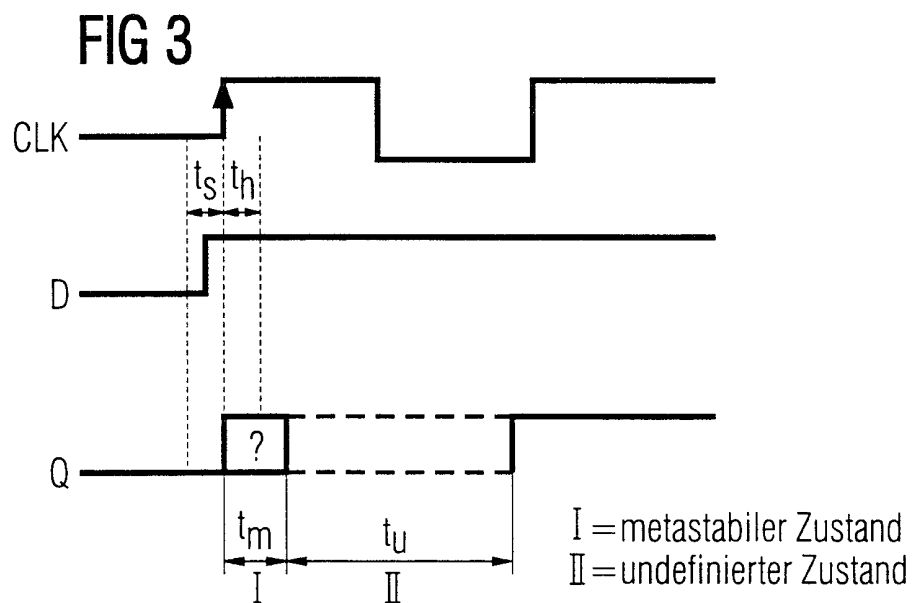 FIG 3
CLK
ts th
D
?
Q
tm tu
I II
I = metastabiler Zustand
II = undefinierter Zustand